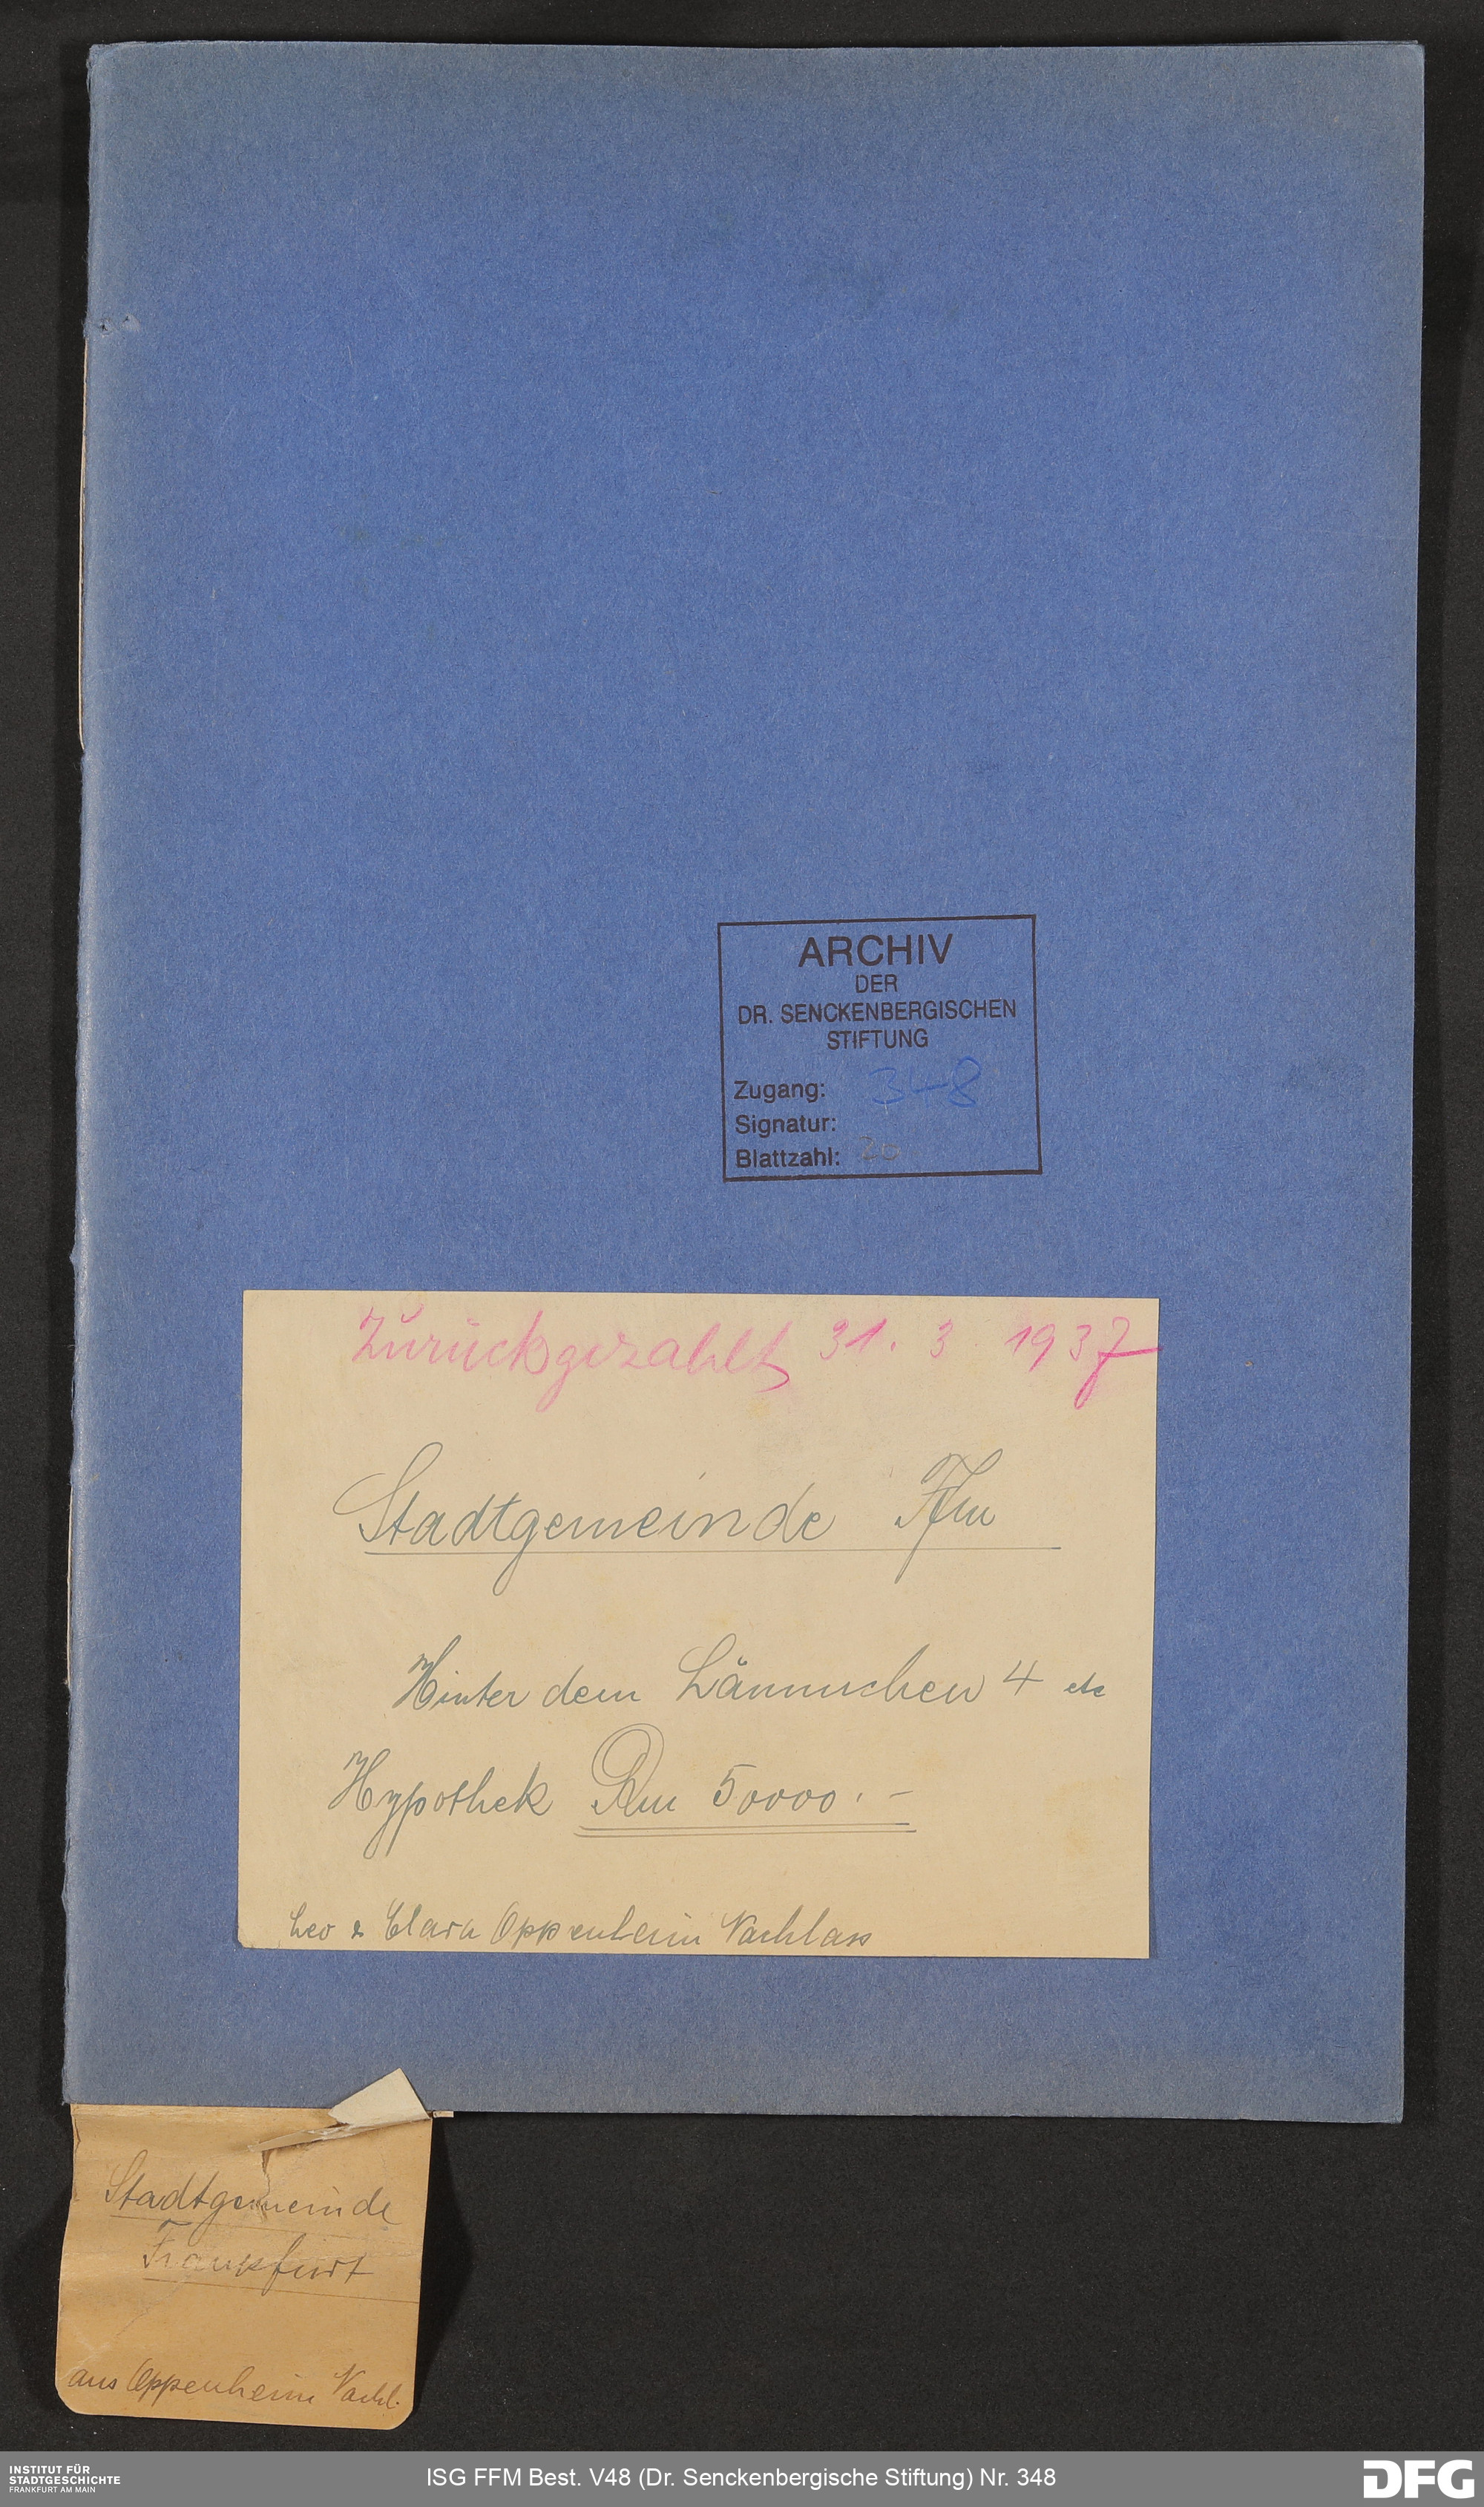 ARCHIV
DER
DR. SENCKENBERGISCHEN
STIFTUNG
Zugang: 348
Signatur:
Blattzahl: 20
Zurückgezahlt 31. 3. 1937
Stadtgemeinde Ffm
Hinter dem Lämmchen 4 etc
Hypothek Rm 50000.-
Leo & Clara Oppenheim Nachlass
Stadtgemeinde
Frankfurt
aus Oppenheim Nachl.
INSTITUT FÜR
STADTGESCHICHTE
FRANKFURT AM MAIN
ISG FFM Best. V48 (Dr. Senckenbergische Stiftung) Nr. 348
DFG